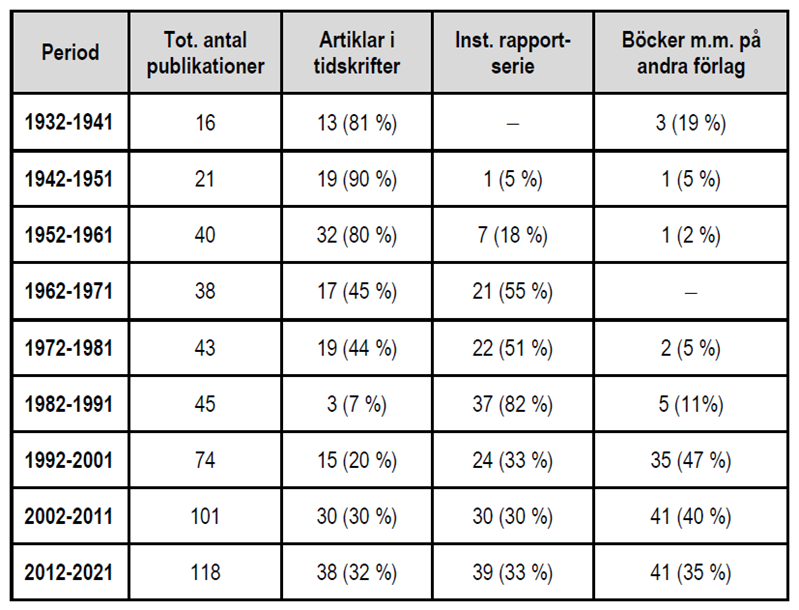 Period Tot. antal publikationer Artiklar i tidskrifter Inst. rapport-serie Böcker m.m. på andra förlag
1932-1941 16 13 (81 %) – 3 (19 %)
1942-1951 21 19 (90 %) 1 (5 %) 1 (5 %)
1952-1961 40 32 (80 %) 7 (18 %) 1 (2 %)
1962-1971 38 17 (45 %) 21 (55 %) –
1972-1981 43 19 (44 %) 22 (51 %) 2 (5 %)
1982-1991 45 3 (7 %) 37 (82 %) 5 (11%)
1992-2001 74 15 (20 %) 24 (33 %) 35 (47 %)
2002-2011 101 30 (30 %) 30 (30 %) 41 (40 %)
2012-2021 118 38 (32 %) 39 (33 %) 41 (35 %)